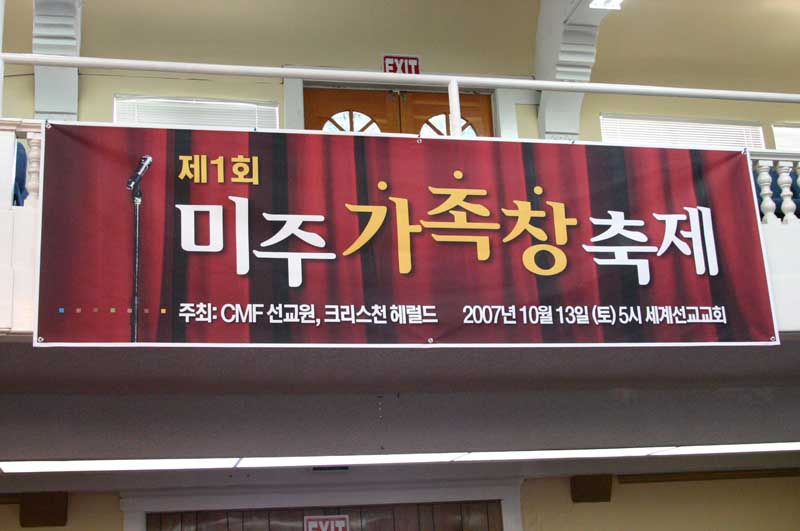 EXIT
제1회
미주 가족창 축제
주최: CMF 선교원, 크리스천 헤럴드 2007년 10월 13일 (토) 5시 세계선교교회
EXIT